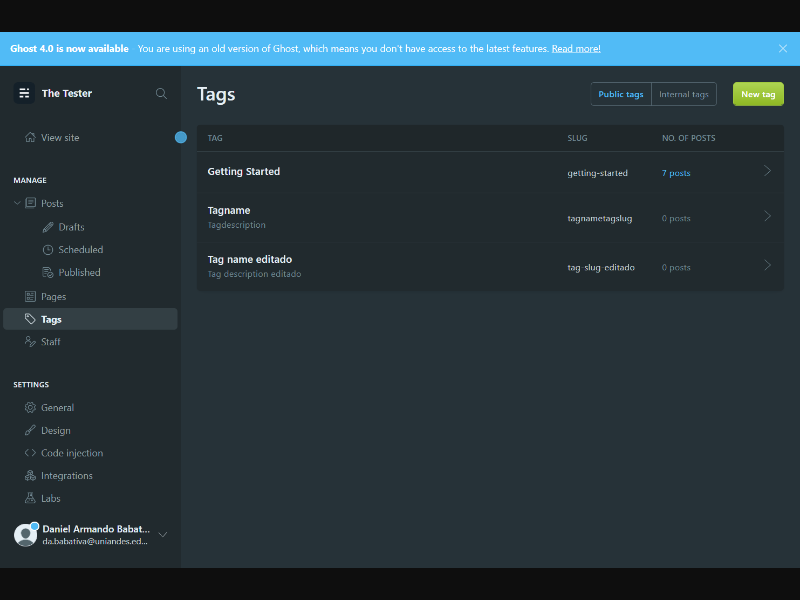 Ghost 4.0 is now available You are using an old version of Ghost, which means you don't have access to the latest features. Read more!
The Tester
View site
MANAGE
Posts
Drafts
Scheduled
Published
Pages
Tags
Staff
SETTINGS
General
Design
Code injection
Integrations
Labs
Daniel Armando Babat...
da.babativa@uniandes.ed...
Tags
Public tags Internal tags New tag
TAG SLUG NO. OF POSTS
Getting Started getting-started 7 posts
Tagname tagnametagslug 0 posts
Tagdescription
Tag name editado tag-slug-editado 0 posts
Tag description editado